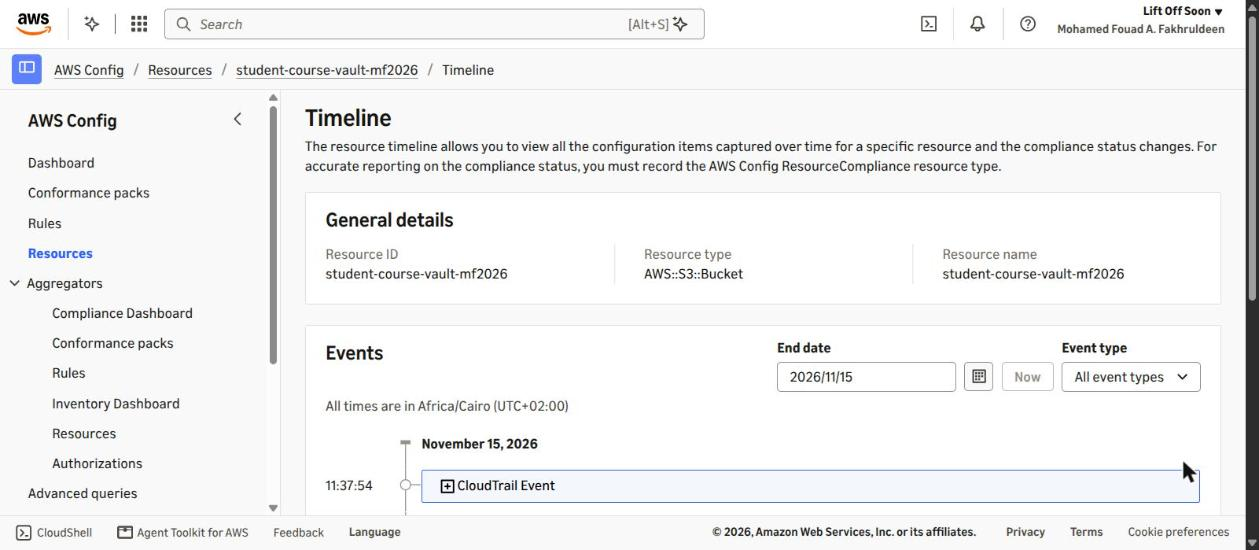 aws
Search
[Alt+S]
Lift Off Soon ▼
Mohamed Fouad A. Fakhruldeen
AWS Config / Resources / student-course-vault-mf2026 / Timeline
AWS Config
Dashboard
Conformance packs
Rules
Resources
Aggregators
Compliance Dashboard
Conformance packs
Rules
Inventory Dashboard
Resources
Authorizations
Advanced queries
Timeline
The resource timeline allows you to view all the configuration items captured over time for a specific resource and the compliance status changes. For
accurate reporting on the compliance status, you must record the AWS Config ResourceCompliance resource type.
General details
Resource ID
student-course-vault-mf2026
Resource type
AWS::S3::Bucket
Resource name
student-course-vault-mf2026
Events
End date
2026/11/15
Now
Event type
All event types
All times are in Africa/Cairo (UTC+02:00)
November 15, 2026
11:37:54
CloudTrail Event
CloudShell
Agent Toolkit for AWS
Feedback
Language
© 2026, Amazon Web Services, Inc. or its affiliates.
Privacy
Terms
Cookie preferences